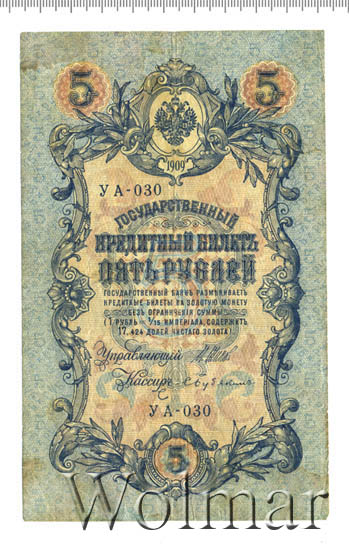 5 5
1909
УА-030
ГОСУДАРСТВЕННЫЙ
КРЕДИТНЫЙ БИЛЕТЪ
ПЯТЬ РУБЛЕЙ
ГОСУДАРСТВЕННЫЙ БАНКЪ РАЗМѢНИВАЕТЪ
КРЕДИТНЫЕ БИЛЕТЫ НА ЗОЛОТУЮ МОНЕТУ
БЕЗЪ ОГРАНИЧЕНІЯ СУММЫ
(1 РУБЛЬ = 1/15 ИМПЕРІАЛА, СОДЕРЖИТЪ
17,424 ДОЛЕЙ ЧИСТАГО ЗОЛОТА)
Управляющій
Кассиръ
УА-030
5
Wolmar